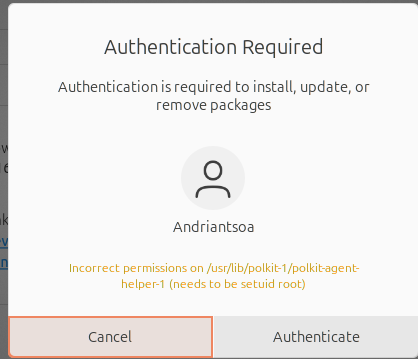 Authentication Required
Authentication is required to install, update, or
remove packages
Andriantsoa
Incorrect permissions on /usr/lib/polkit-1/polkit-agent-
helper-1 (needs to be setuid root)
Cancel
Authenticate